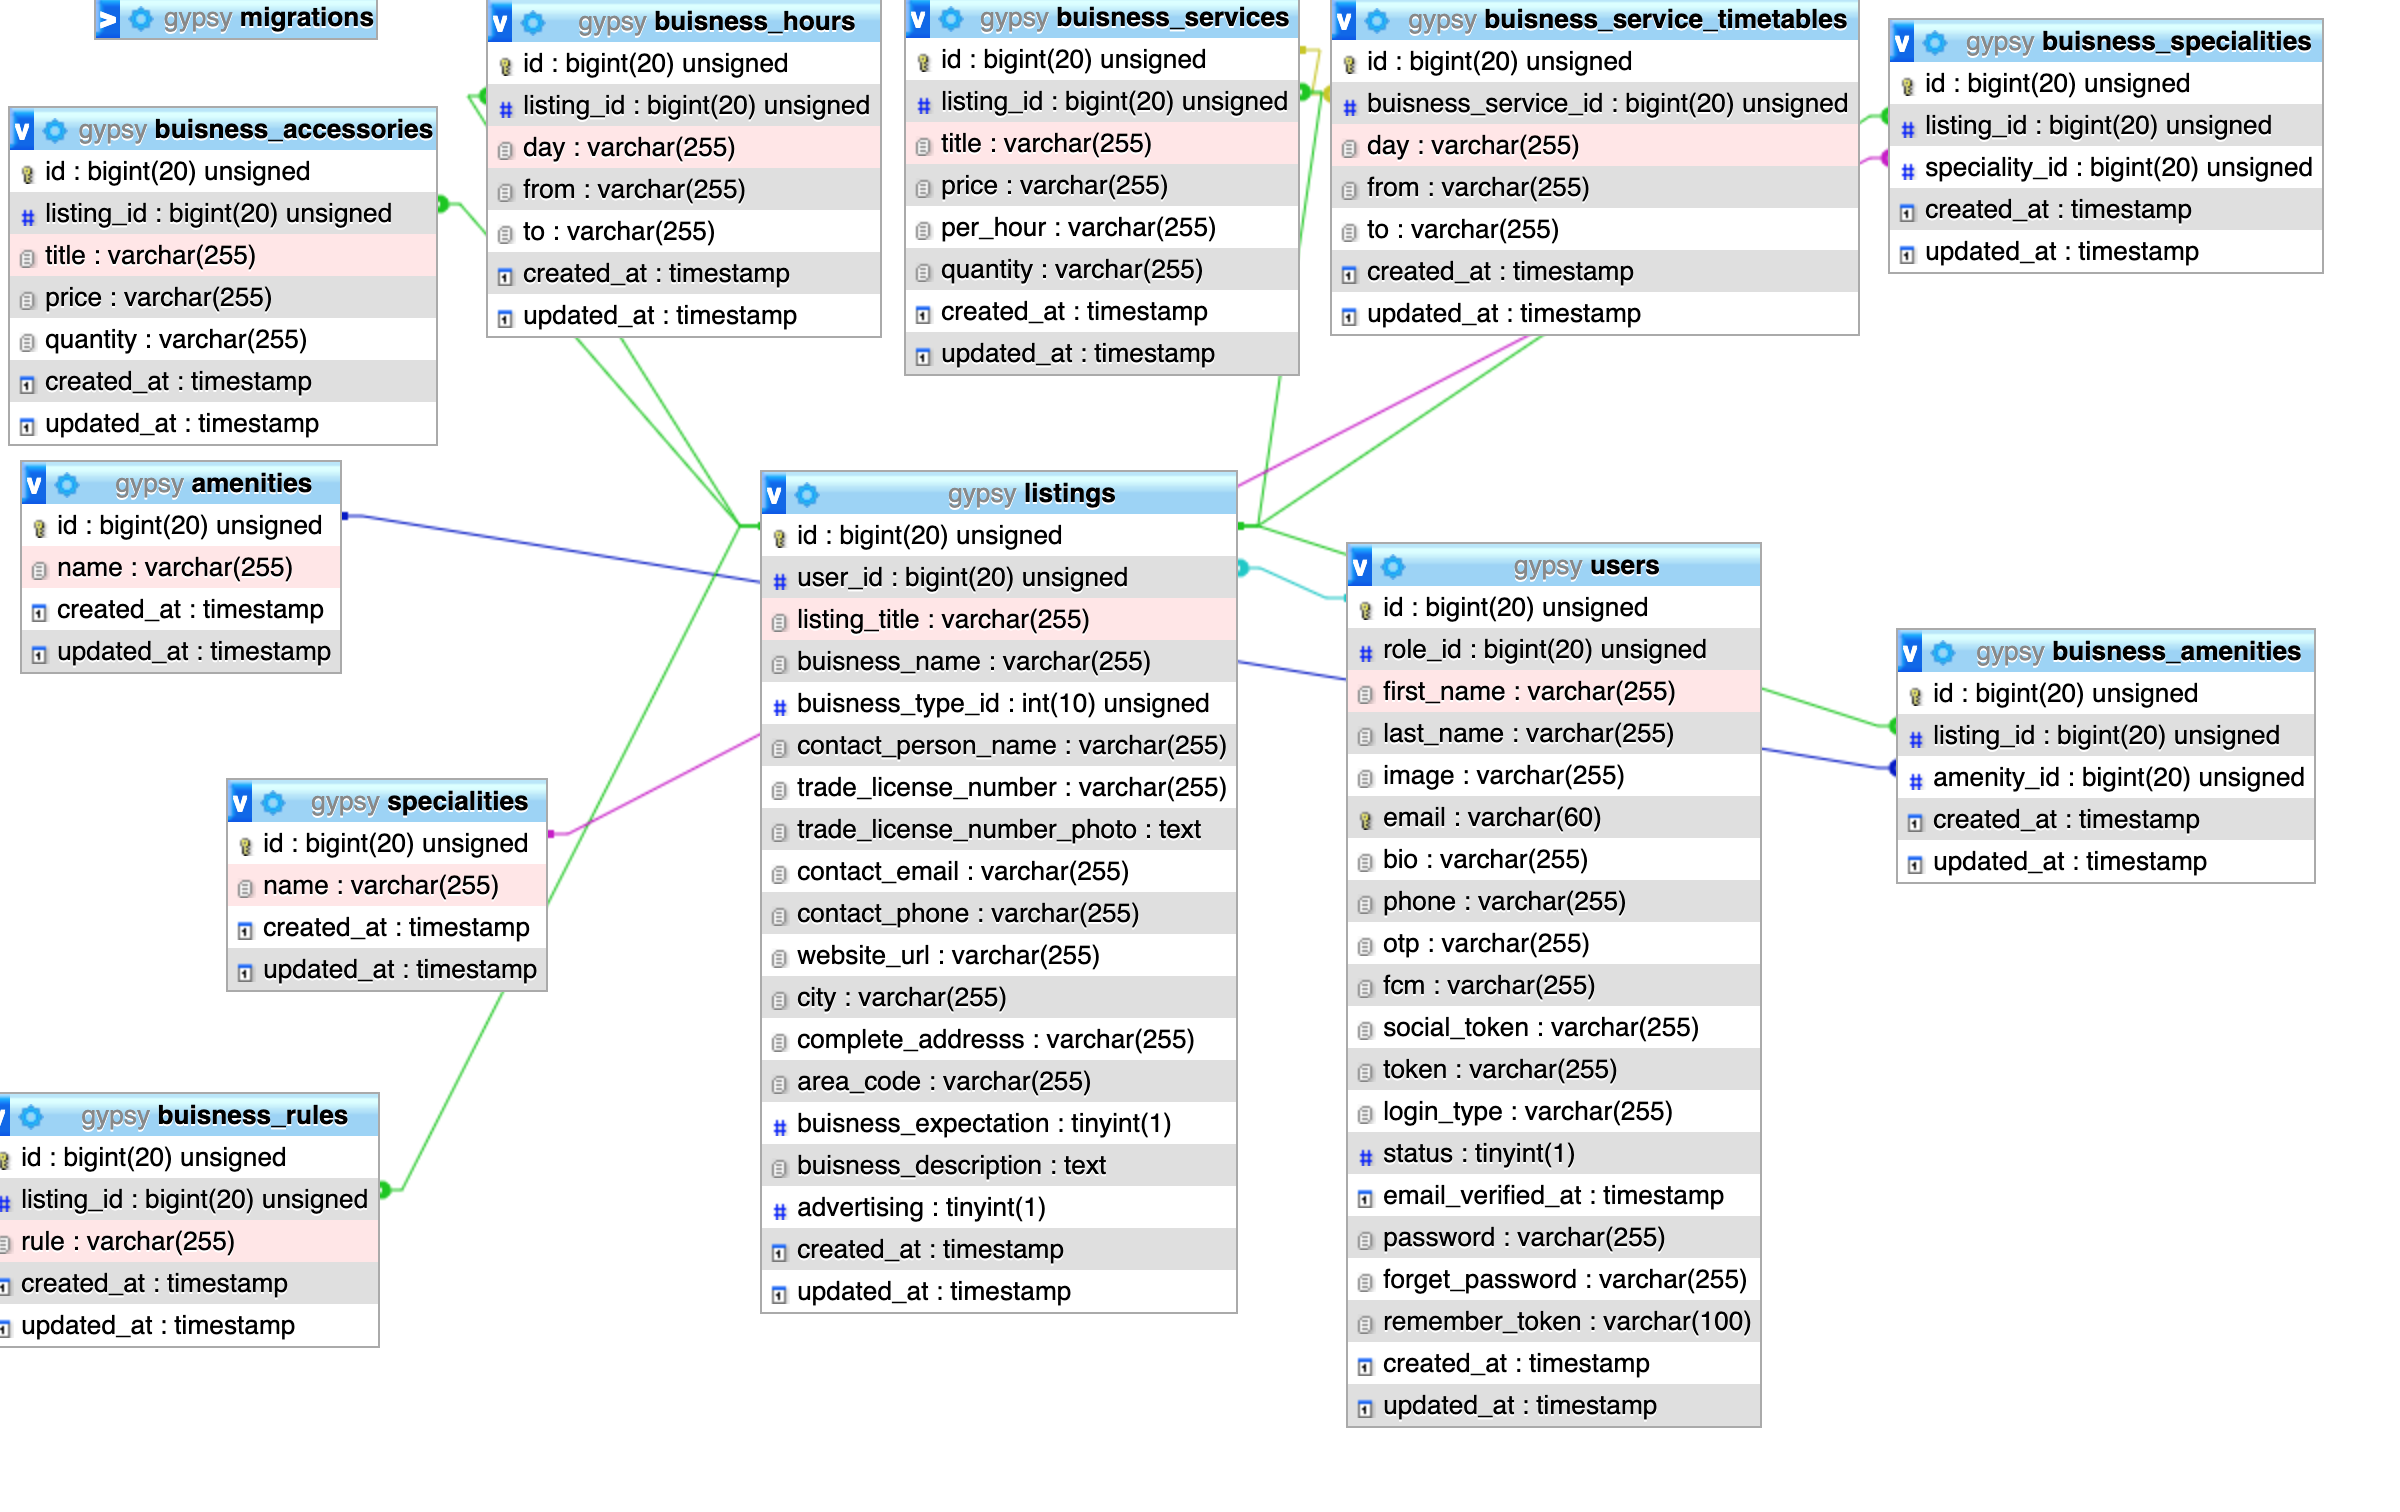 gypsy migrations
gypsy buisness_hours
id : bigint(20) unsigned
listing_id : bigint(20) unsigned
day : varchar(255)
from : varchar(255)
to : varchar(255)
created_at : timestamp
updated_at : timestamp
gypsy buisness_services
id : bigint(20) unsigned
listing_id : bigint(20) unsigned
title : varchar(255)
price : varchar(255)
per_hour : varchar(255)
quantity : varchar(255)
created_at : timestamp
updated_at : timestamp
gypsy buisness_service_timetables
id : bigint(20) unsigned
buisness_service_id : bigint(20) unsigned
day : varchar(255)
from : varchar(255)
to : varchar(255)
created_at : timestamp
updated_at : timestamp
gypsy buisness_specialities
id : bigint(20) unsigned
listing_id : bigint(20) unsigned
speciality_id : bigint(20) unsigned
created_at : timestamp
updated_at : timestamp
gypsy buisness_accessories
id : bigint(20) unsigned
listing_id : bigint(20) unsigned
title : varchar(255)
price : varchar(255)
quantity : varchar(255)
created_at : timestamp
updated_at : timestamp
gypsy amenities
id : bigint(20) unsigned
name : varchar(255)
created_at : timestamp
updated_at : timestamp
gypsy listings
id : bigint(20) unsigned
user_id : bigint(20) unsigned
listing_title : varchar(255)
buisness_name : varchar(255)
buisness_type_id : int(10) unsigned
contact_person_name : varchar(255)
trade_license_number : varchar(255)
trade_license_number_photo : text
contact_email : varchar(255)
contact_phone : varchar(255)
website_url : varchar(255)
city : varchar(255)
complete_addresss : varchar(255)
area_code : varchar(255)
buisness_expectation : tinyint(1)
buisness_description : text
advertising : tinyint(1)
created_at : timestamp
updated_at : timestamp
gypsy users
id : bigint(20) unsigned
role_id : bigint(20) unsigned
first_name : varchar(255)
last_name : varchar(255)
image : varchar(255)
email : varchar(60)
bio : varchar(255)
phone : varchar(255)
otp : varchar(255)
fcm : varchar(255)
social_token : varchar(255)
token : varchar(255)
login_type : varchar(255)
status : tinyint(1)
email_verified_at : timestamp
password : varchar(255)
forget_password : varchar(255)
remember_token : varchar(100)
created_at : timestamp
updated_at : timestamp
gypsy buisness_amenities
id : bigint(20) unsigned
listing_id : bigint(20) unsigned
amenity_id : bigint(20) unsigned
created_at : timestamp
updated_at : timestamp
gypsy specialities
id : bigint(20) unsigned
name : varchar(255)
created_at : timestamp
updated_at : timestamp
gypsy buisness_rules
id : bigint(20) unsigned
listing_id : bigint(20) unsigned
rule : varchar(255)
created_at : timestamp
updated_at : timestamp